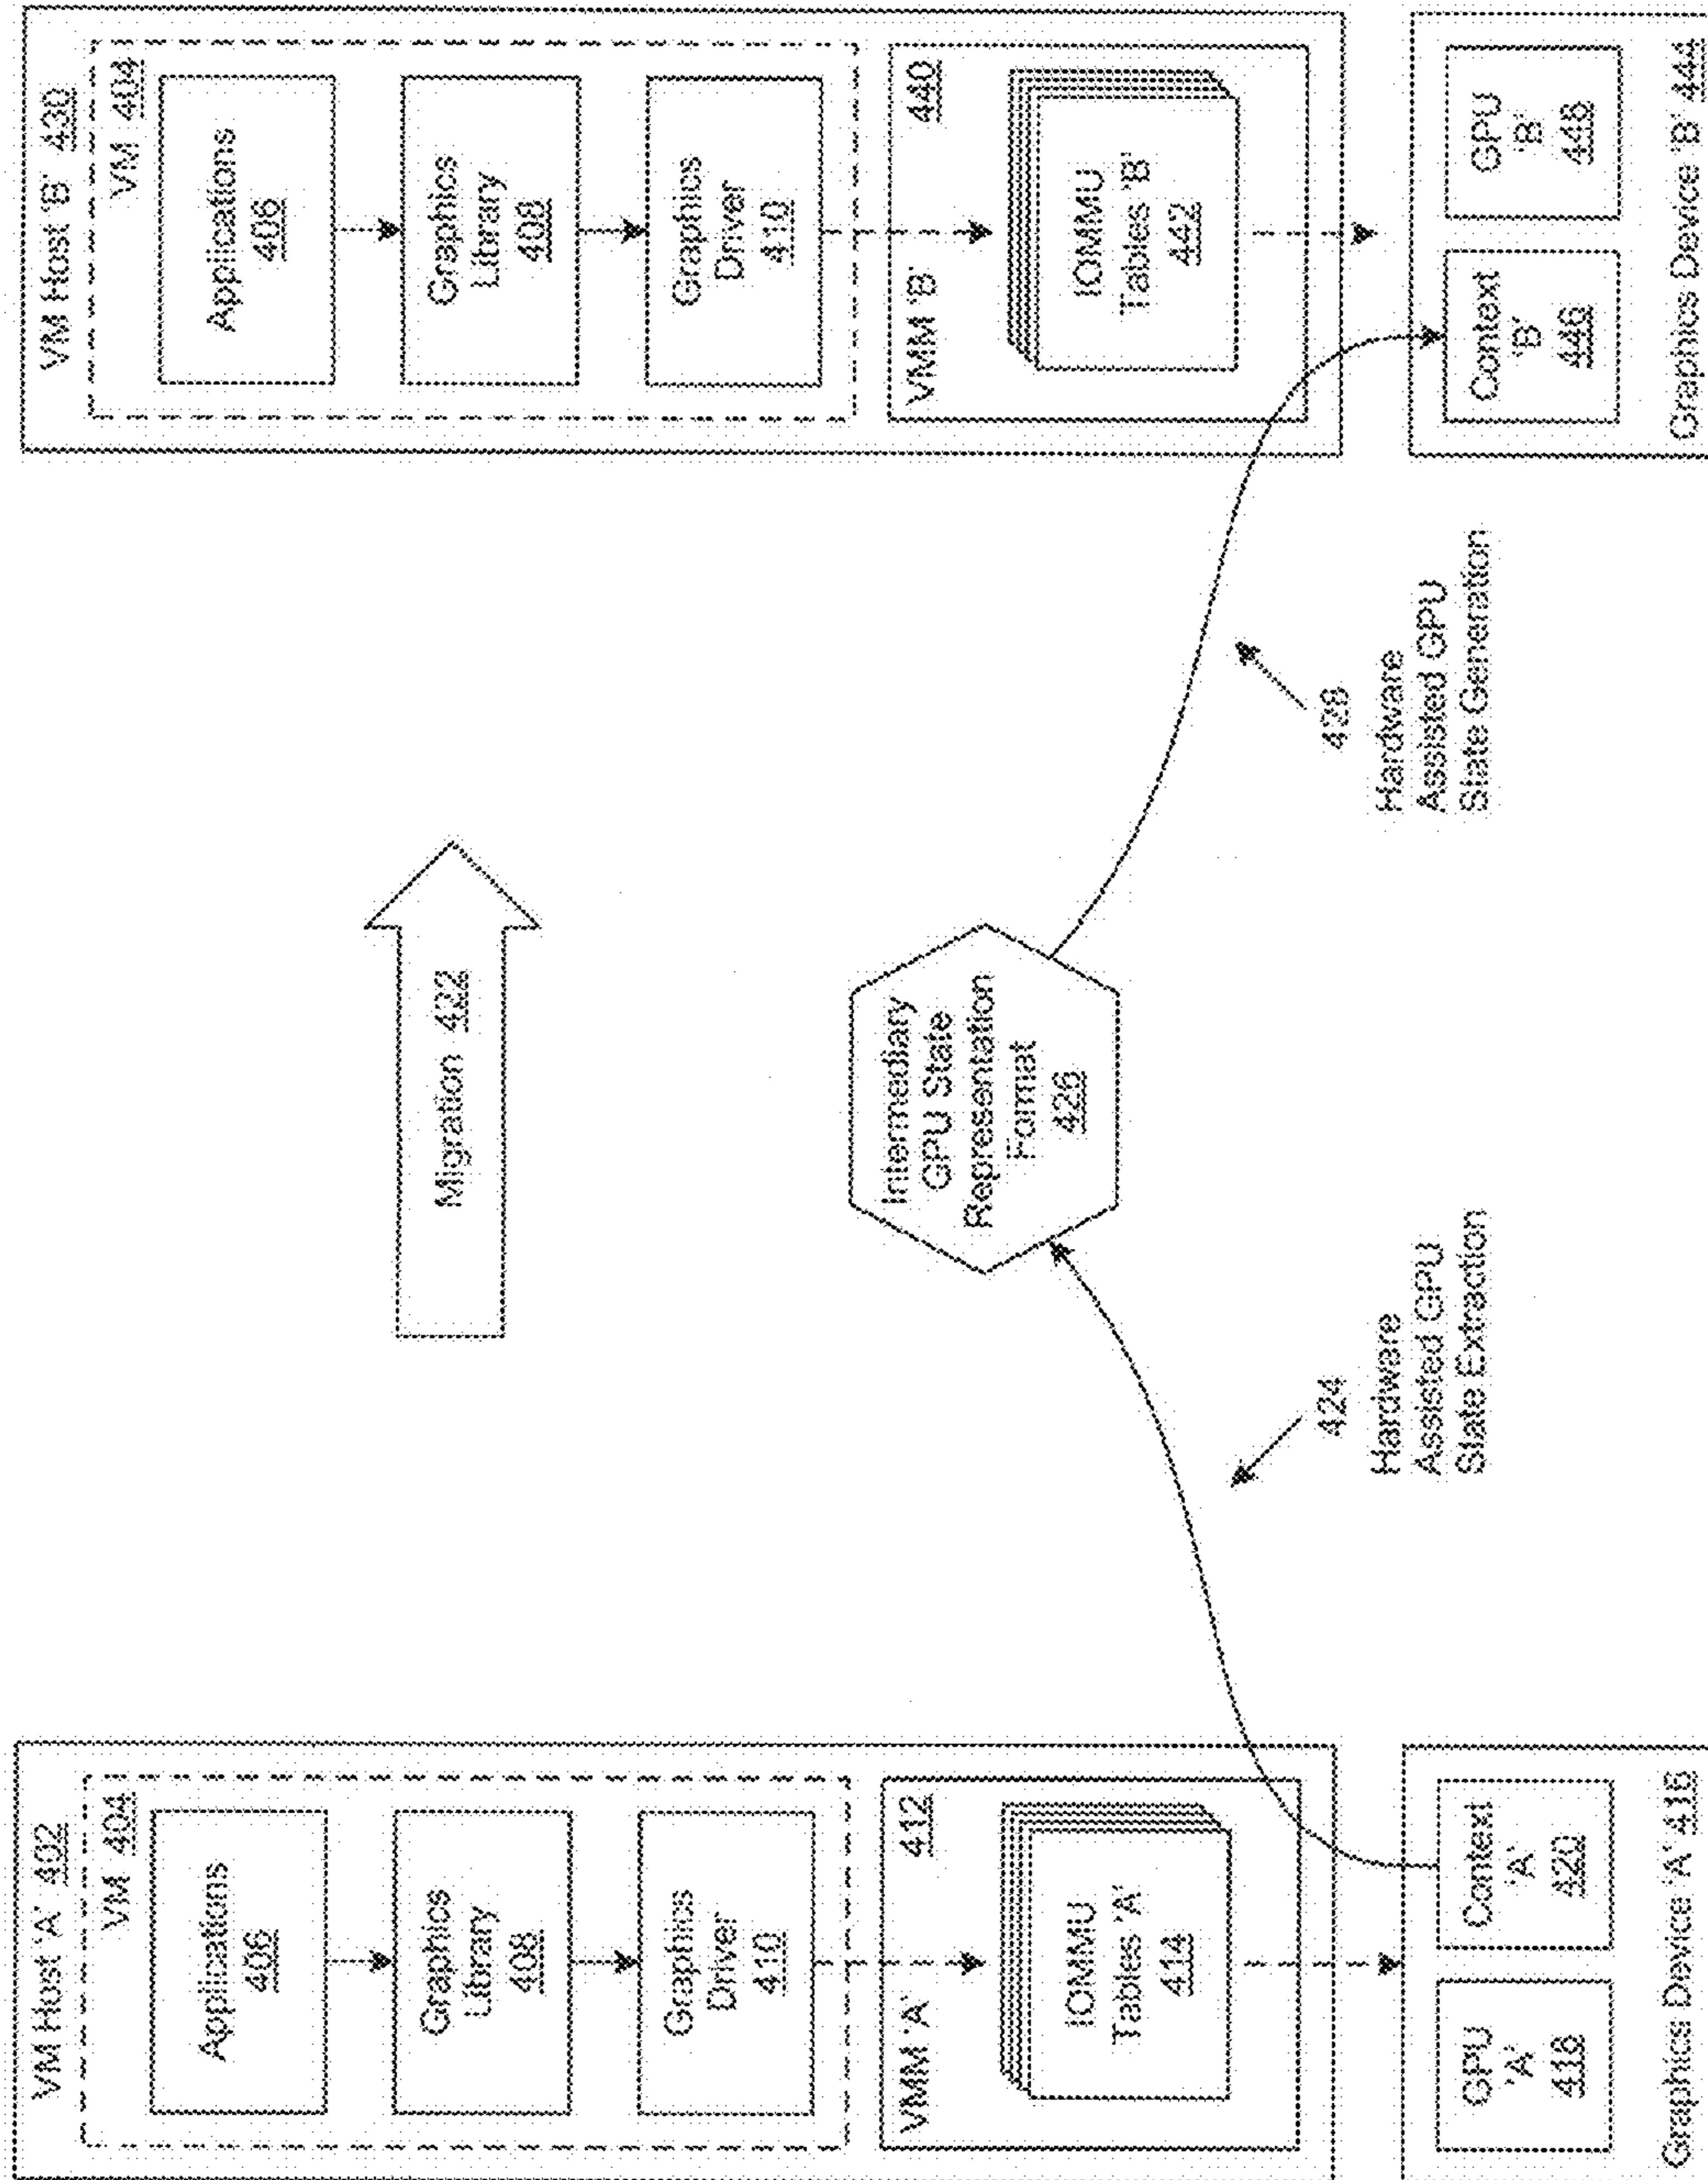 VM Host 'A' 402
VM 404
Applications
406
Graphics
Library
408
Graphics
Driver
410
VMM 'A'
412
IOMMU
Tables 'A'
414
GPU
'A'
418
Context
'A'
420
Graphics Device 'A' 416
Migration 422
Intermediary
GPU State
Representation
Format
426
424
Hardware
Assisted GPU
State Extraction
428
Hardware
Assisted GPU
State Generation
VM Host 'B' 430
VM 404
Applications
406
Graphics
Library
408
Graphics
Driver
410
VMM 'B'
440
IOMMU
Tables 'B'
442
Context
'B'
446
GPU
'B'
448
Graphics Device 'B' 444